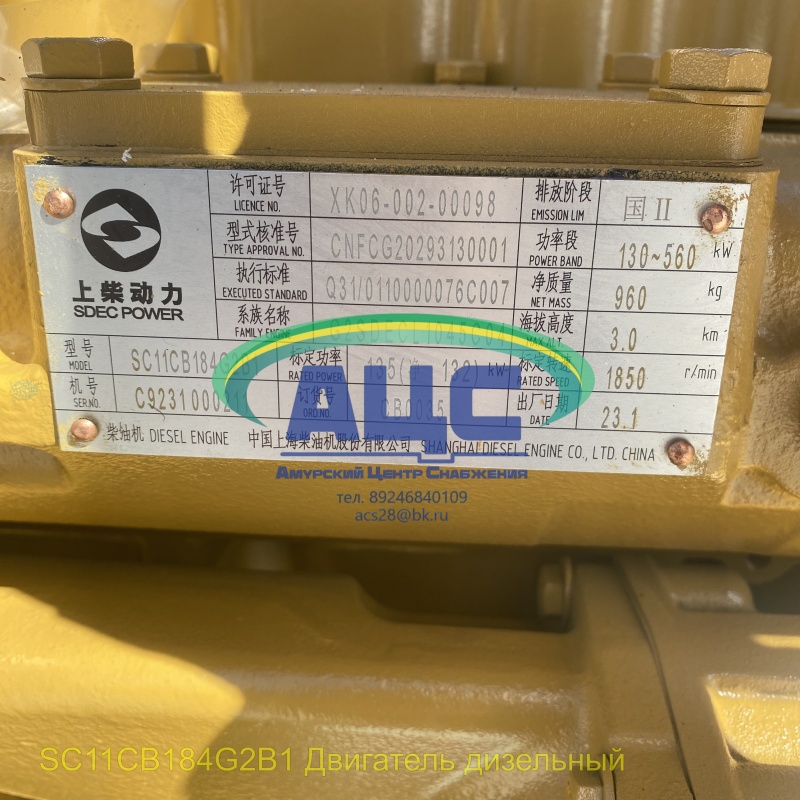 许可证号 XK06-002-00098 排放阶段 国II
LICENCE NO. EMISSION LIM
型式核准号 CNFCG20293130001 功率段 130~560 kW
TYPE APPROVAL NO. POWER BAND
执行标准 Q31/0110000076C007 净质量 960 kg
EXECUTED STANDARD NET MASS
系族名称 海拔高度 3.0 km
FAMILY ENGINE MAX ALT
上柴动力
SDEC POWER
型号 SC11CB184G2B1 标定功率 135 132) kW 标定转速 1850 r/min
MODEL RATED POWER RATED SPEED
机号 订货号 CB0035 出厂日期 23.1
SER.NO. ORD NO. DATE
柴油机 DIESEL ENGINE 中国上海柴油机股份有限公司 SHANGHAI DIESEL ENGINE CO., LTD. CHINA
АЦС
Амурский Центр Снабжения
тел. 89246840109
acs28@bk.ru
SC11CB184G2B1 Двигатель дизельный